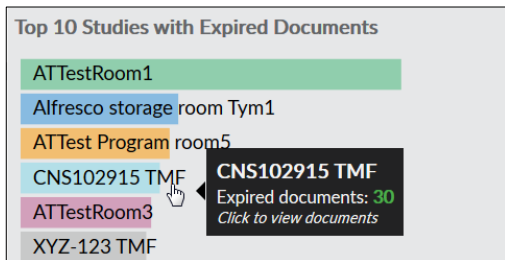 Top 10 Studies with Expired Documents
ATTestRoom1
Alfresco storage room Tym1
ATTest Program room5
CNS102915 TMF
CNS102915 TMF
Expired documents: 30
Click to view documents
ATTestRoom3
XYZ-123 TMF